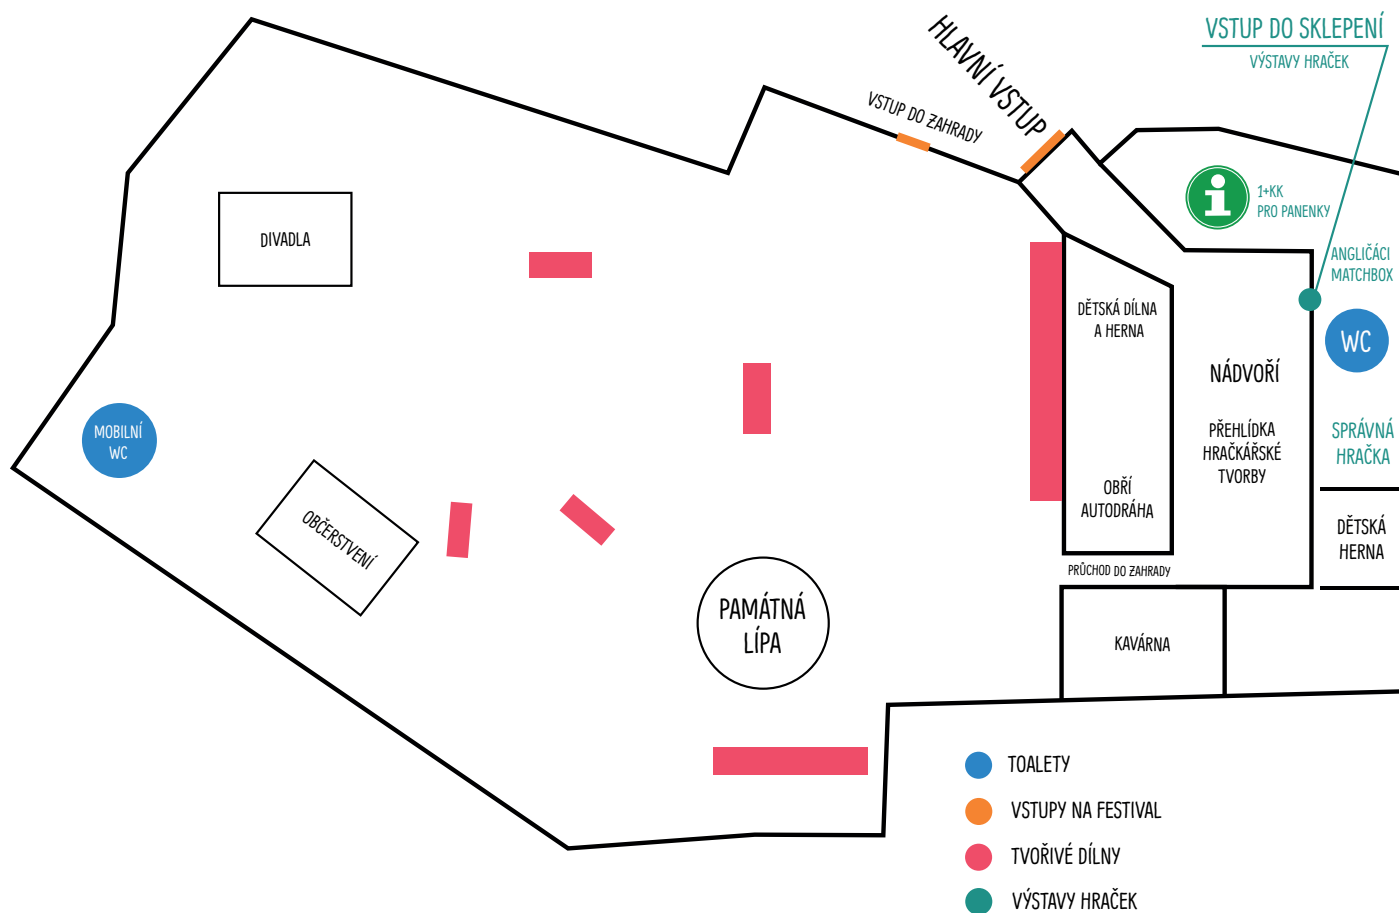 VSTUP DO SKLEPENÍ
VÝSTAVY HRAČEK
HLAVNÍ VSTUP
VSTUP DO ZAHRADY
i
1+KK
PRO PANENKY
DIVADLA
ANGLIČÁCI
MATCHBOX
DĚTSKÁ DÍLNA
A HERNA
WC
NÁDVOŘÍ
PŘEHLÍDKA
HRAČKÁŘSKÉ
TVORBY
SPRÁVNÁ
HRAČKA
MOBILNÍ
WC
OBČERSTVENÍ
OBŘÍ
AUTODRÁHA
DĚTSKÁ
HERNA
PRŮCHOD DO ZAHRADY
PAMÁTNÁ
LÍPA
KAVÁRNA
TOALETY
VSTUPY NA FESTIVAL
TVOŘIVÉ DÍLNY
VÝSTAVY HRAČEK